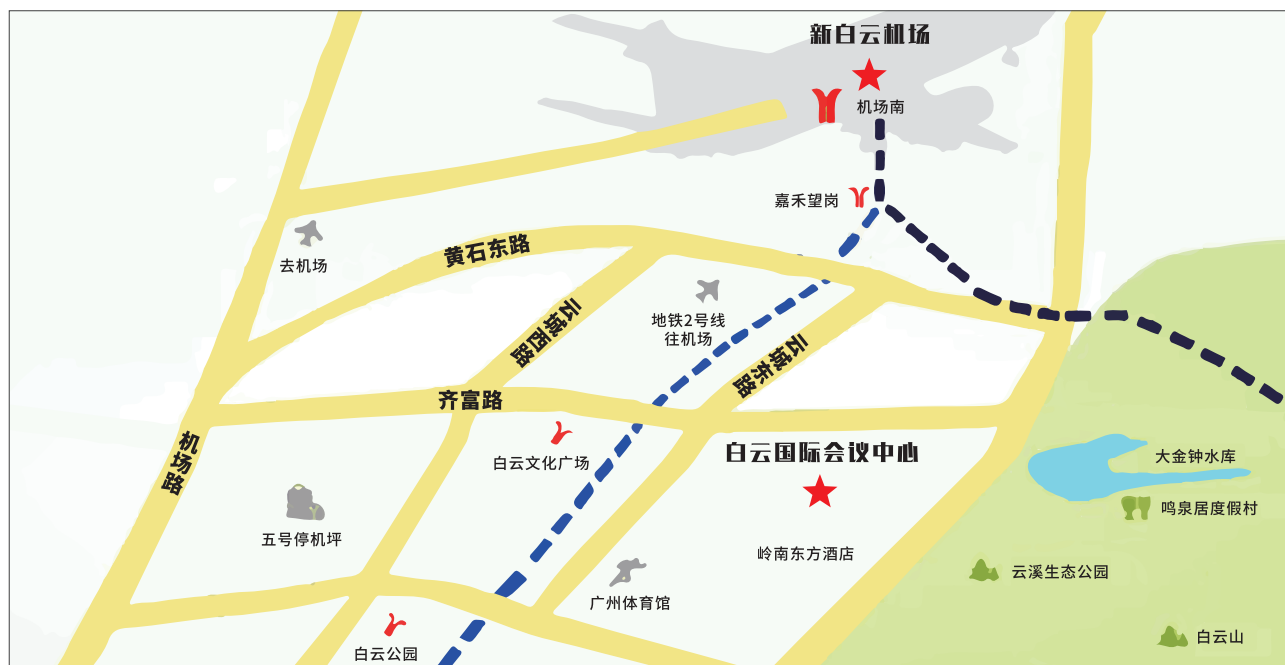 新白云机场
机场南
嘉禾望岗
去机场
黄石东路
云城西路
地铁2号线
往机场
云城东路
齐富路
机场路
白云文化广场
白云国际会议中心
大金钟水库
鸣泉居度假村
五号停机坪
岭南东方酒店
云溪生态公园
广州体育馆
白云山
白云公园